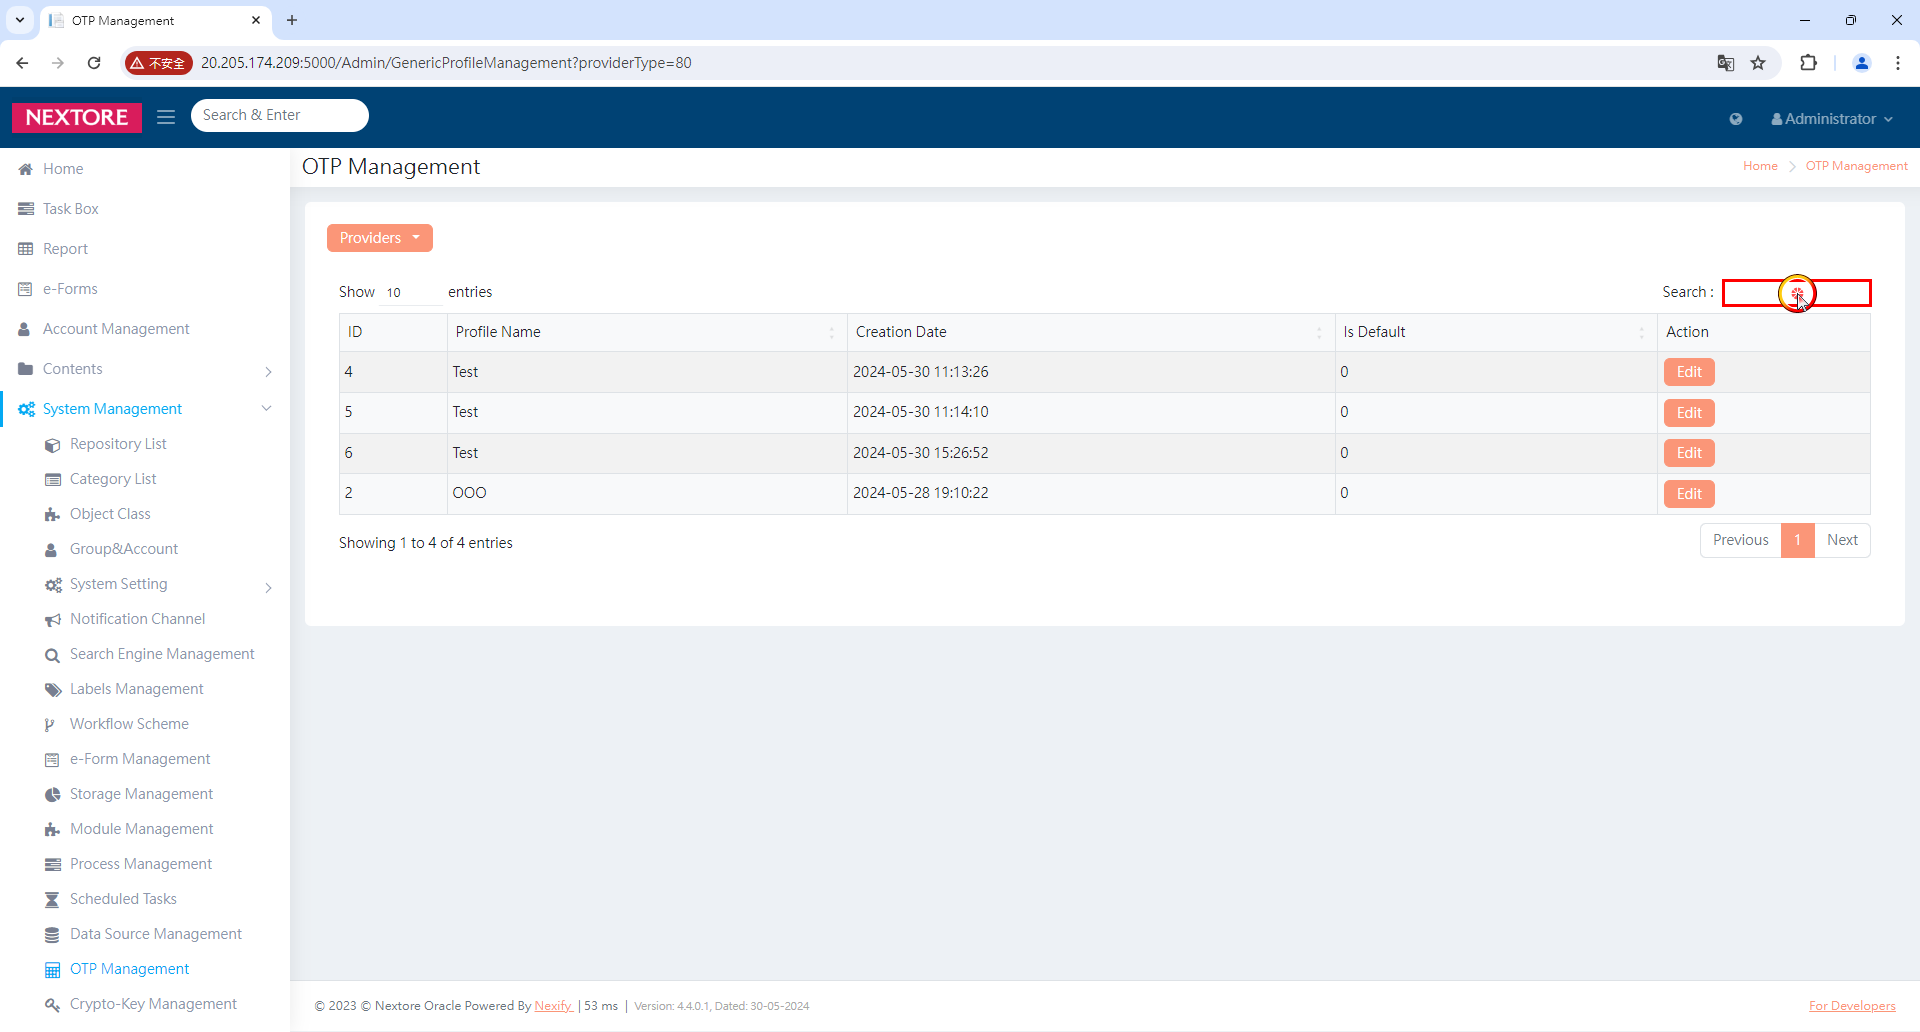 OTP Management
不安全 20.205.174.209:5000/Admin/GenericProfileManagement?providerType=80
NEXTORE Search & Enter Administrator
Home
Task Box
Report
e-Forms
Account Management
Contents
System Management
Repository List
Category List
Object Class
Group&Account
System Setting
Notification Channel
Search Engine Management
Labels Management
Workflow Scheme
e-Form Management
Storage Management
Module Management
Process Management
Scheduled Tasks
Data Source Management
OTP Management
Crypto-Key Management
OTP Management Home OTP Management
Providers
Show 10 entries Search :
ID Profile Name Creation Date Is Default Action
4 Test 2024-05-30 11:13:26 0 Edit
5 Test 2024-05-30 11:14:10 0 Edit
6 Test 2024-05-30 15:26:52 0 Edit
2 OOO 2024-05-28 19:10:22 0 Edit
Showing 1 to 4 of 4 entries Previous 1 Next
© 2023 © Nextore Oracle Powered By Nexify | 53 ms | Version: 4.4.0.1, Dated: 30-05-2024 For Developers